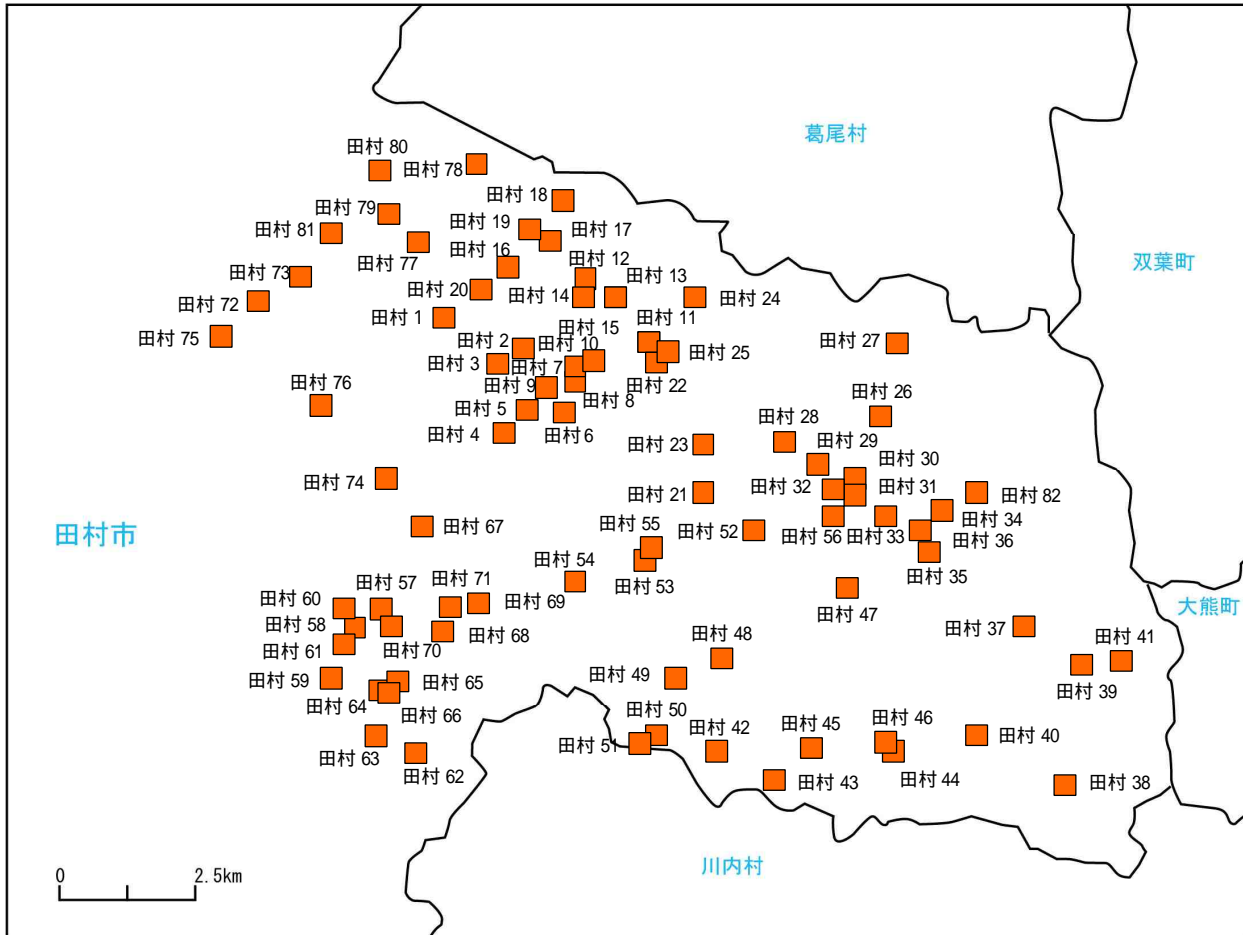 葛尾村
田村 80
田村 78
田村 18
田村 79
田村 19
田村 17
田村 81
双葉町
田村 16
田村 12
田村 77
田村 73
田村 13
田村 20
田村 14
田村 24
田村 72
田村 1
田村 15
田村 11
田村 75
田村 2
田村 10
田村 27
田村 25
田村 3
田村 7
田村 76
田村 9
田村 22
田村 26
田村 8
田村 5
田村 4
田村 6
田村 28
田村 23
田村 29
田村 30
田村 74
田村 32
田村 31
田村 82
田村 21
田村 34
田村 55
田村 67
田村市
田村 52
田村 56
田村 33
田村 36
田村 54
田村 53
田村 35
田村 57
田村 71
田村 69
田村 60
大熊町
田村 47
田村 58
田村 68
田村 37
田村 48
田村 41
田村 61
田村 70
田村 59
田村 65
田村 49
田村 39
田村 64
田村 66
田村 50
田村 42
田村 45
田村 46
田村 40
田村 51
田村 63
田村 62
田村 43
田村 44
田村 38
川内村
0
2.5km